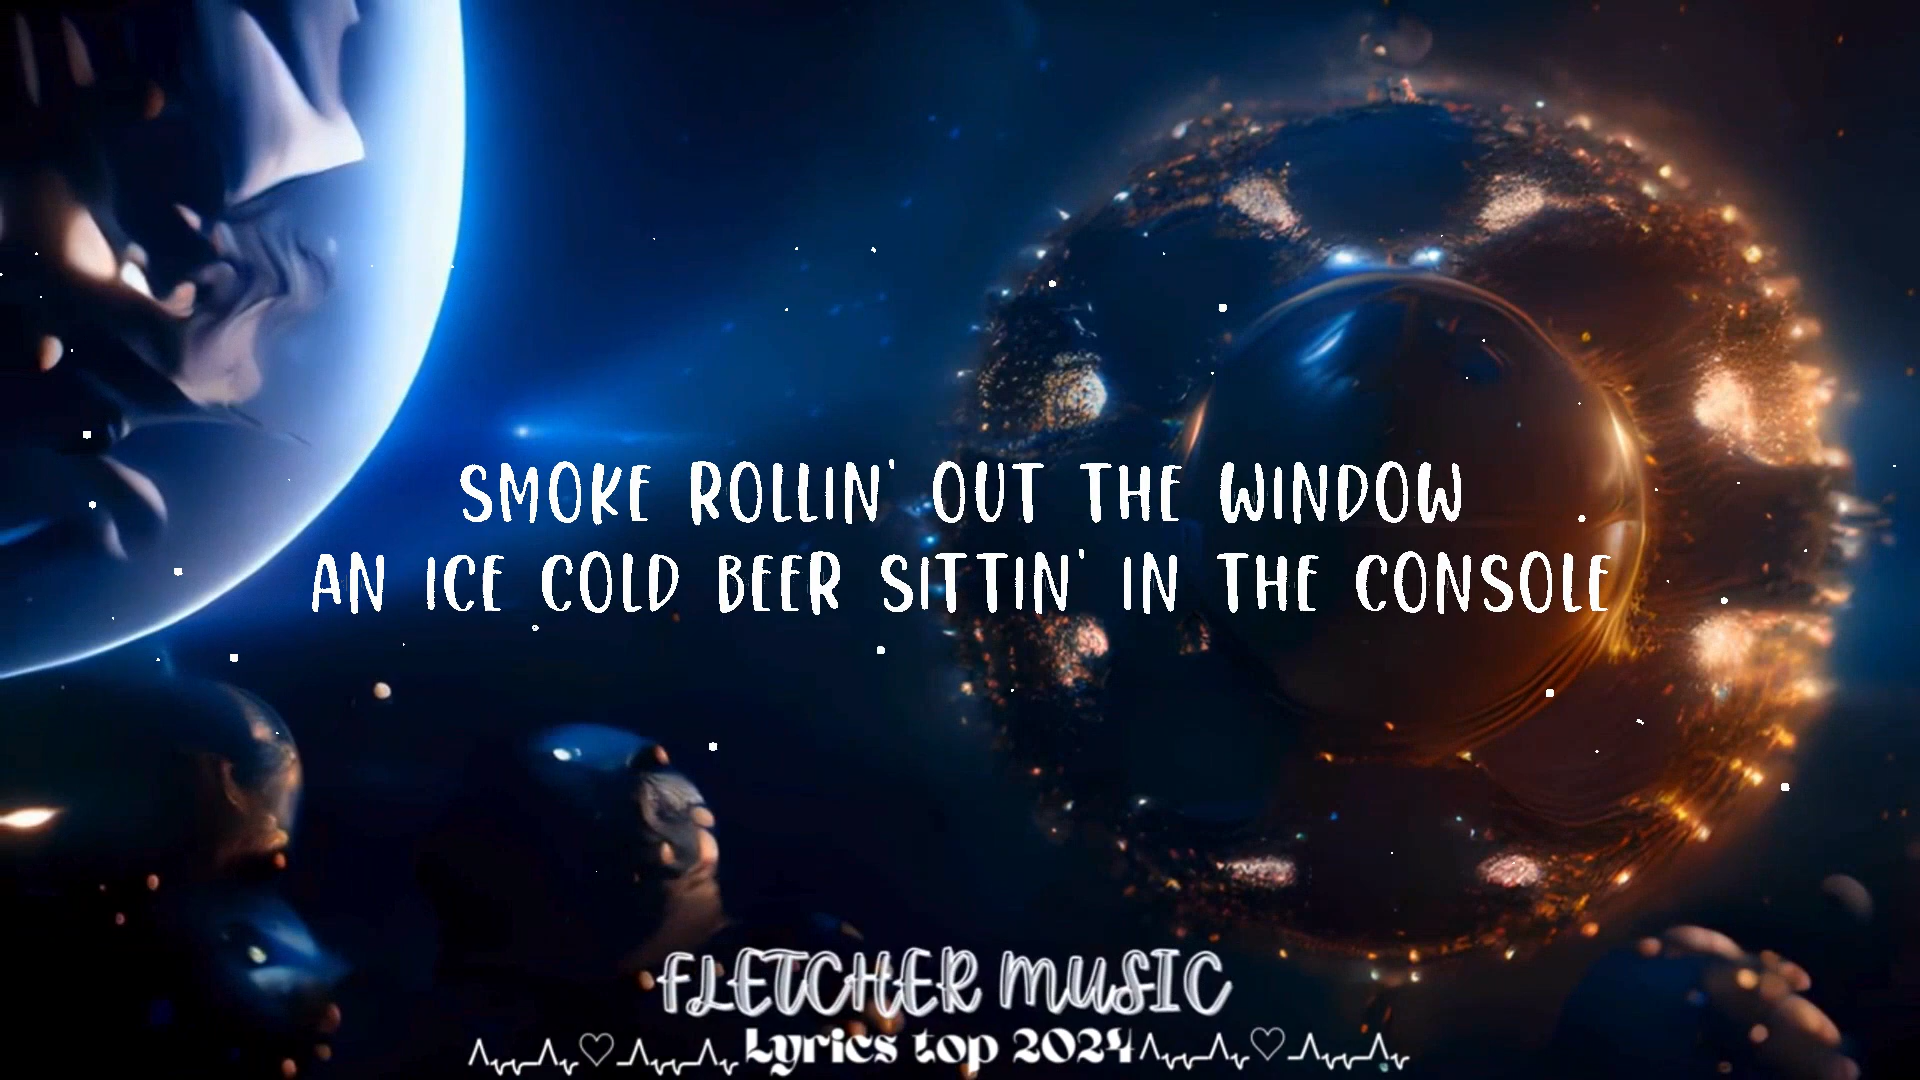 SMOKE ROLLIN' OUT THE WINDOW
AN ICE COLD BEER SITTIN' IN THE CONSOLE
FLETCHER MUSIC
Lyrics top 2024